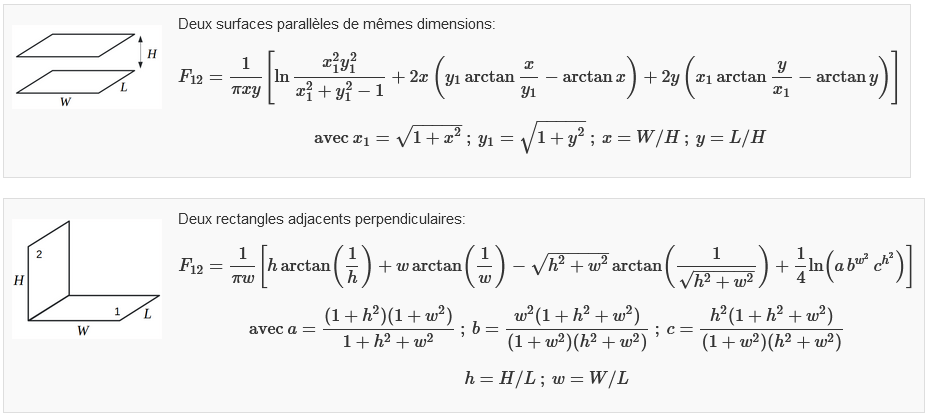 Deux surfaces parallèles de mêmes dimensions:
H
L
W
F₁₂ = 1/(πxy) [ ln (x₁²y₁²)/(x₁² + y₁² − 1) + 2x ( y₁ arctan x/y₁ − arctan x ) + 2y ( x₁ arctan y/x₁ − arctan y ) ]
avec x₁ = √(1 + x²) ; y₁ = √(1 + y²) ; x = W/H ; y = L/H
Deux rectangles adjacents perpendiculaires:
2
H
1
L
W
F₁₂ = 1/(πw) [ h arctan(1/h) + w arctan(1/w) − √(h² + w²) arctan( 1/√(h² + w²) ) + 1/4 ln( a b^(w²) c^(h²) ) ]
avec a = (1 + h²)(1 + w²)/(1 + h² + w²) ; b = w²(1 + h² + w²)/((1 + w²)(h² + w²)) ; c = h²(1 + h² + w²)/((1 + w²)(h² + w²))
h = H/L ; w = W/L